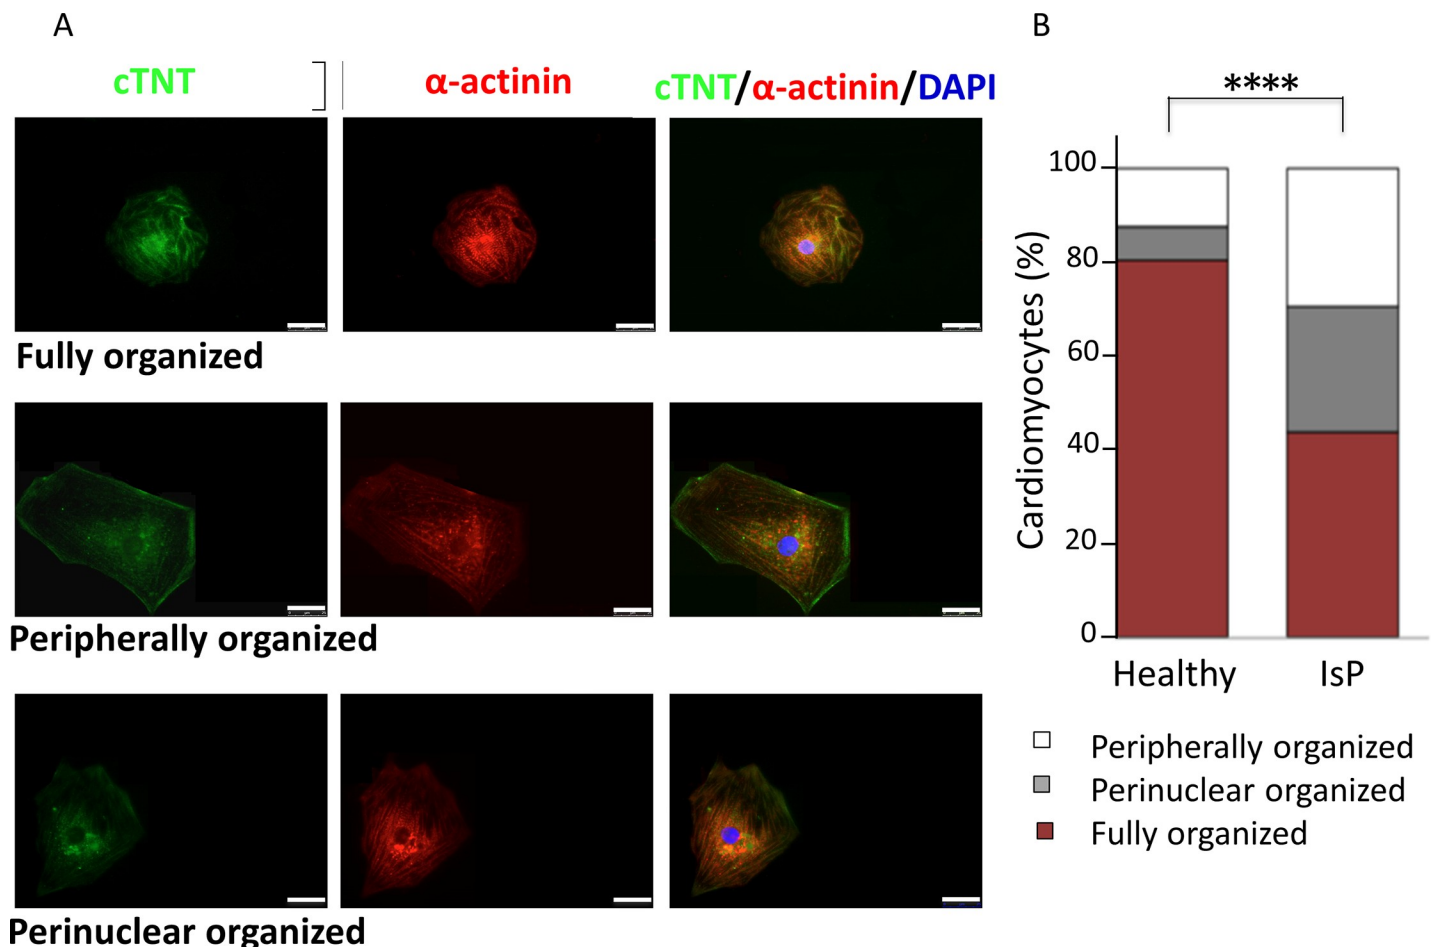 A
B
cTNT
α-actinin
cTNT/α-actinin/DAPI
Fully organized
Peripherally organized
Perinuclear organized
****
100
80
60
40
20
0
Cardiomyocytes (%)
Healthy
IsP
Peripherally organized
Perinuclear organized
Fully organized